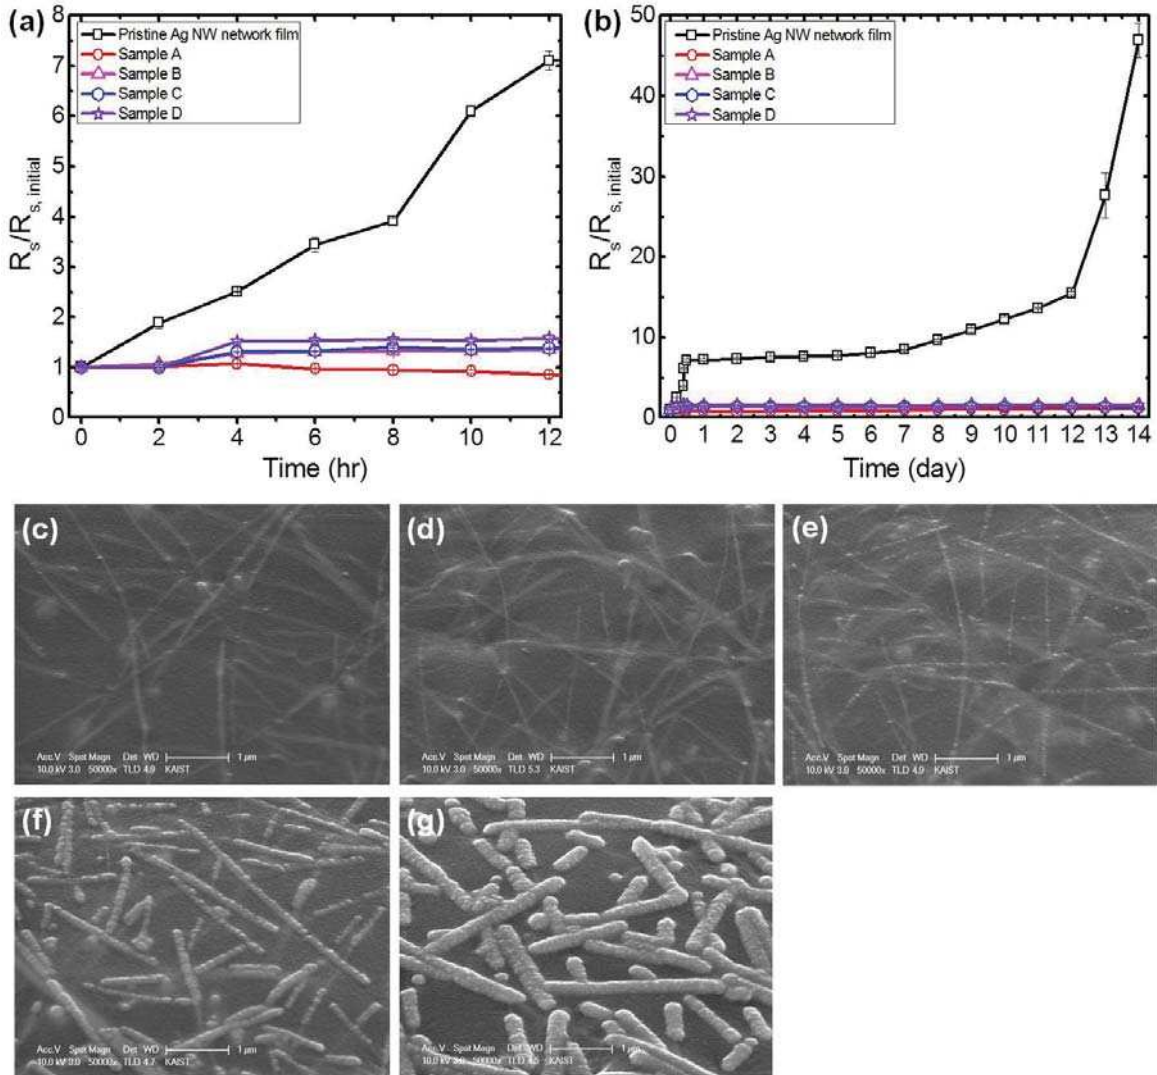 (a)
Pristine Ag NW network film
Sample A
Sample B
Sample C
Sample D
8
7
6
5
4
3
2
1
0
Rs/Rs, initial
0 2 4 6 8 10 12
Time (hr)
(b)
Pristine Ag NW network film
Sample A
Sample B
Sample C
Sample D
50
40
30
20
10
0
Rs/Rs, initial
0 1 2 3 4 5 6 7 8 9 10 11 12 13 14
Time (day)
(c)
Acc.V Spot Magn Det WD 1 μm
10.0 kV 3.0 50000x TLD 4.9 KAIST
(d)
Acc.V Spot Magn Det WD 1 μm
10.0 kV 3.0 50000x TLD 5.3 KAIST
(e)
Acc.V Spot Magn Det WD 1 μm
10.0 kV 3.0 50000x TLD 4.9 KAIST
(f)
Acc.V Spot Magn Det WD 1 μm
10.0 kV 3.0 50000x TLD 4.7 KAIST
(g)
Acc.V Spot Magn Det WD 1 μm
10.0 kV 3.0 50000x TLD KAIST